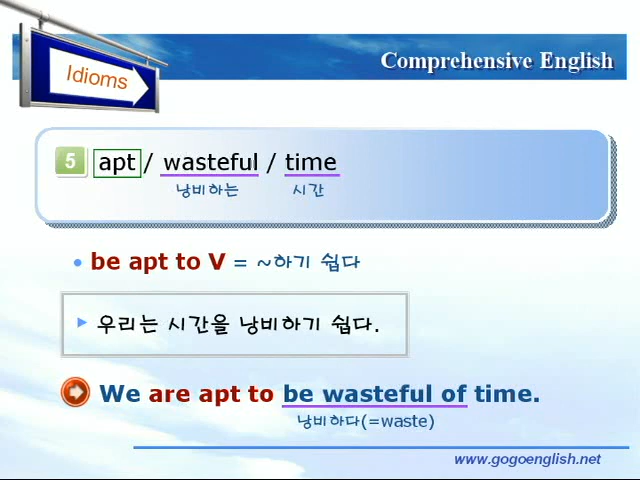 Idioms
Comprehensive English
5 apt / wasteful / time
낭비하는 시간
• be apt to V = ~하기 쉽다
▶ 우리는 시간을 낭비하기 쉽다.
We are apt to be wasteful of time.
낭비하다(=waste)
www.gogoenglish.net